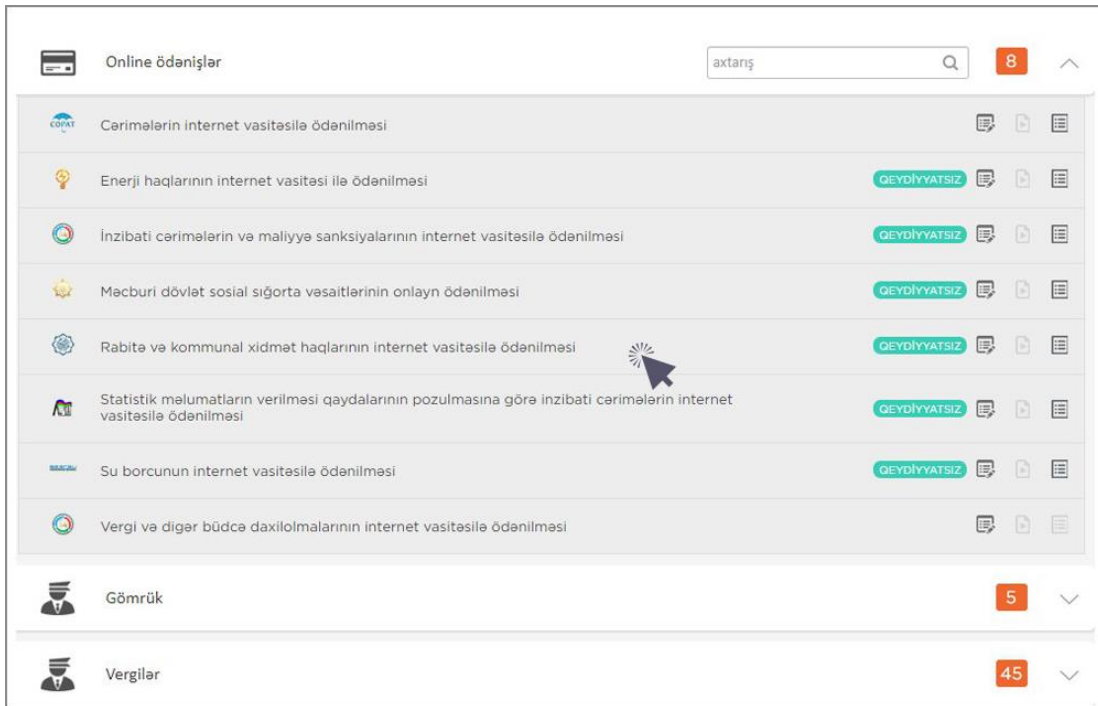 Online ödənişlər
axtarış
8
COPAT
Cərimələrin internet vasitəsilə ödənilməsi
Enerji haqlarının internet vasitəsi ilə ödənilməsi
QEYDİYYATSIZ
İnzibati cərimələrin və maliyyə sanksiyalarının internet vasitəsilə ödənilməsi
QEYDİYYATSIZ
Məcburi dövlət sosial sığorta vəsaitlərinin onlayn ödənilməsi
QEYDİYYATSIZ
Rabitə və kommunal xidmət haqlarının internet vasitəsilə ödənilməsi
QEYDİYYATSIZ
Statistik məlumatların verilməsi qaydalarının pozulmasına görə inzibati cərimələrin internet
vasitəsilə ödənilməsi
QEYDİYYATSIZ
Su borcunun internet vasitəsilə ödənilməsi
QEYDİYYATSIZ
Vergi və digər büdcə daxilolmalarının internet vasitəsilə ödənilməsi
Gömrük
5
Vergilər
45